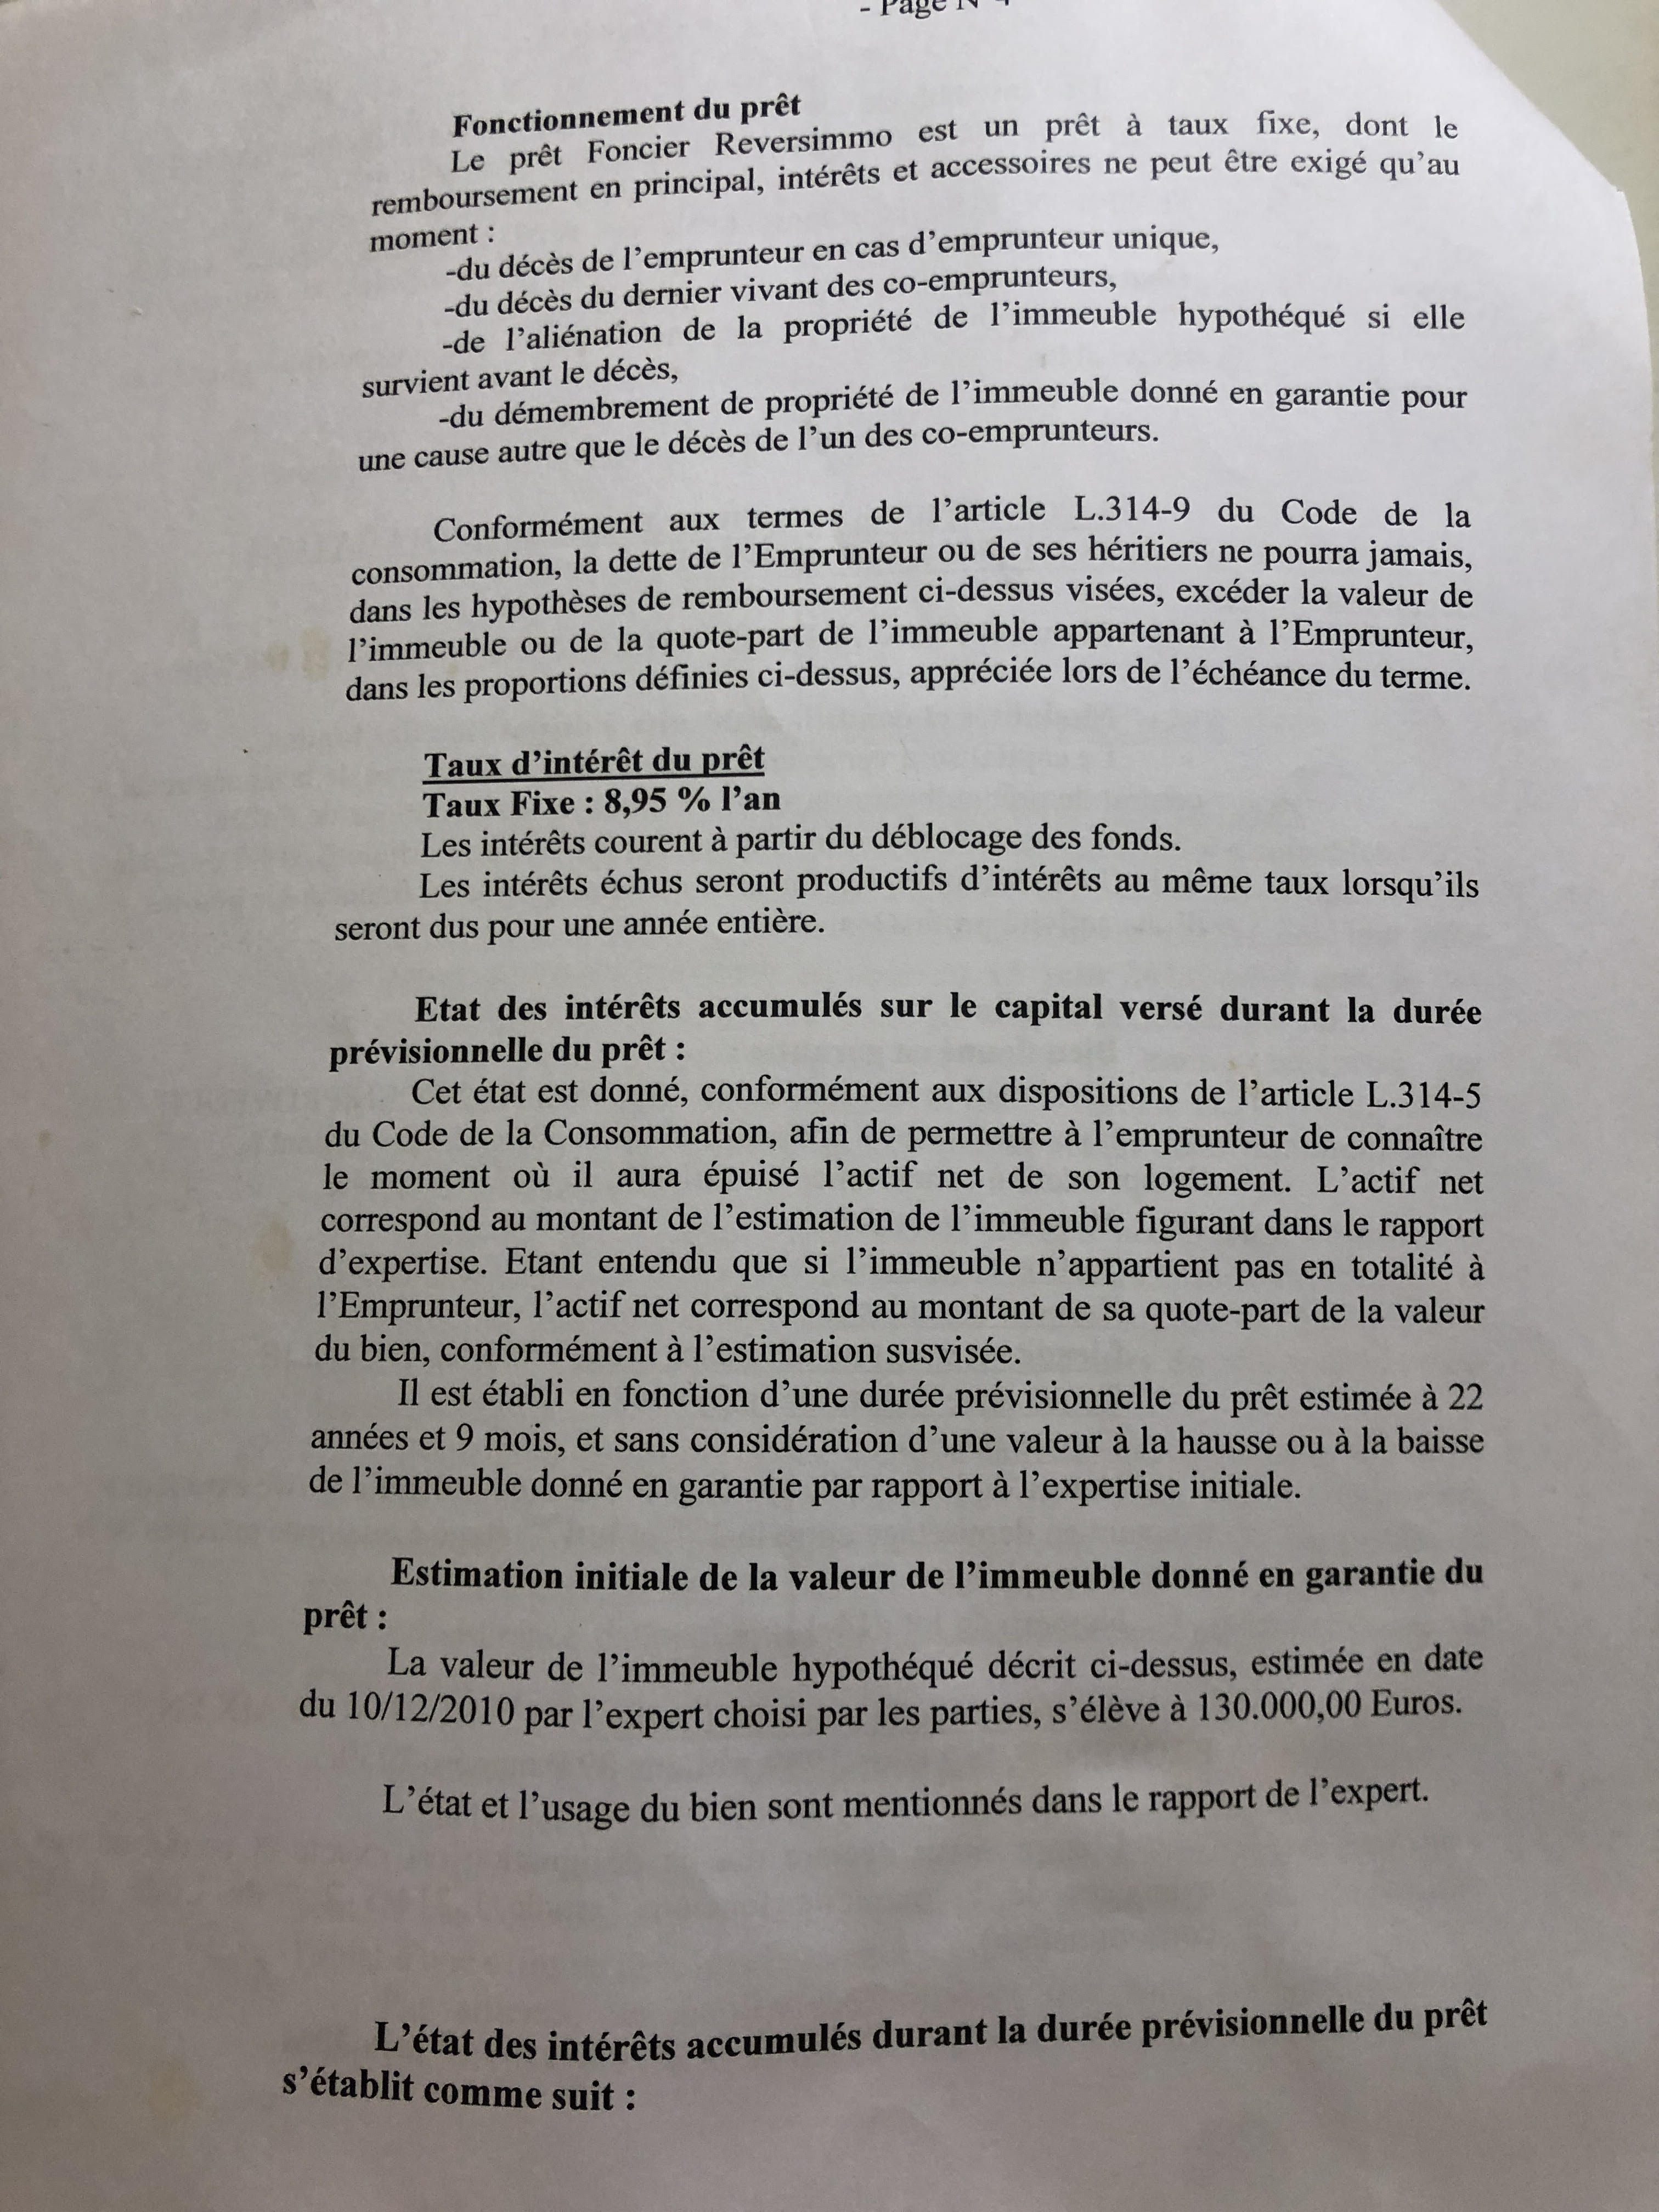 - Page N°
Fonctionnement du prêt
Le prêt Foncier Reversimmo est un prêt à taux fixe, dont le
remboursement en principal, intérêts et accessoires ne peut être exigé qu'au
moment :
-du décès de l'emprunteur en cas d'emprunteur unique,
-du décès du dernier vivant des co-emprunteurs,
-de l'aliénation de la propriété de l'immeuble hypothéqué si elle
survient avant le décès,
-du démembrement de propriété de l'immeuble donné en garantie pour
une cause autre que le décès de l'un des co-emprunteurs.
Conformément aux termes de l'article L.314-9 du Code de la
consommation, la dette de l'Emprunteur ou de ses héritiers ne pourra jamais,
dans les hypothèses de remboursement ci-dessus visées, excéder la valeur de
l'immeuble ou de la quote-part de l'immeuble appartenant à l'Emprunteur,
dans les proportions définies ci-dessus, appréciée lors de l'échéance du terme.
Taux d'intérêt du prêt
Taux Fixe : 8,95 % l'an
Les intérêts courent à partir du déblocage des fonds.
Les intérêts échus seront productifs d'intérêts au même taux lorsqu'ils
seront dus pour une année entière.
Etat des intérêts accumulés sur le capital versé durant la durée
prévisionnelle du prêt :
Cet état est donné, conformément aux dispositions de l'article L.314-5
du Code de la Consommation, afin de permettre à l'emprunteur de connaître
le moment où il aura épuisé l'actif net de son logement. L'actif net
correspond au montant de l'estimation de l'immeuble figurant dans le rapport
d'expertise. Etant entendu que si l'immeuble n'appartient pas en totalité à
l'Emprunteur, l'actif net correspond au montant de sa quote-part de la valeur
du bien, conformément à l'estimation susvisée.
Il est établi en fonction d'une durée prévisionnelle du prêt estimée à 22
années et 9 mois, et sans considération d'une valeur à la hausse ou à la baisse
de l'immeuble donné en garantie par rapport à l'expertise initiale.
Estimation initiale de la valeur de l'immeuble donné en garantie du
prêt :
La valeur de l'immeuble hypothéqué décrit ci-dessus, estimée en date
du 10/12/2010 par l'expert choisi par les parties, s'élève à 130.000,00 Euros.
L'état et l'usage du bien sont mentionnés dans le rapport de l'expert.
L'état des intérêts accumulés durant la durée prévisionnelle du prêt
s'établit comme suit :